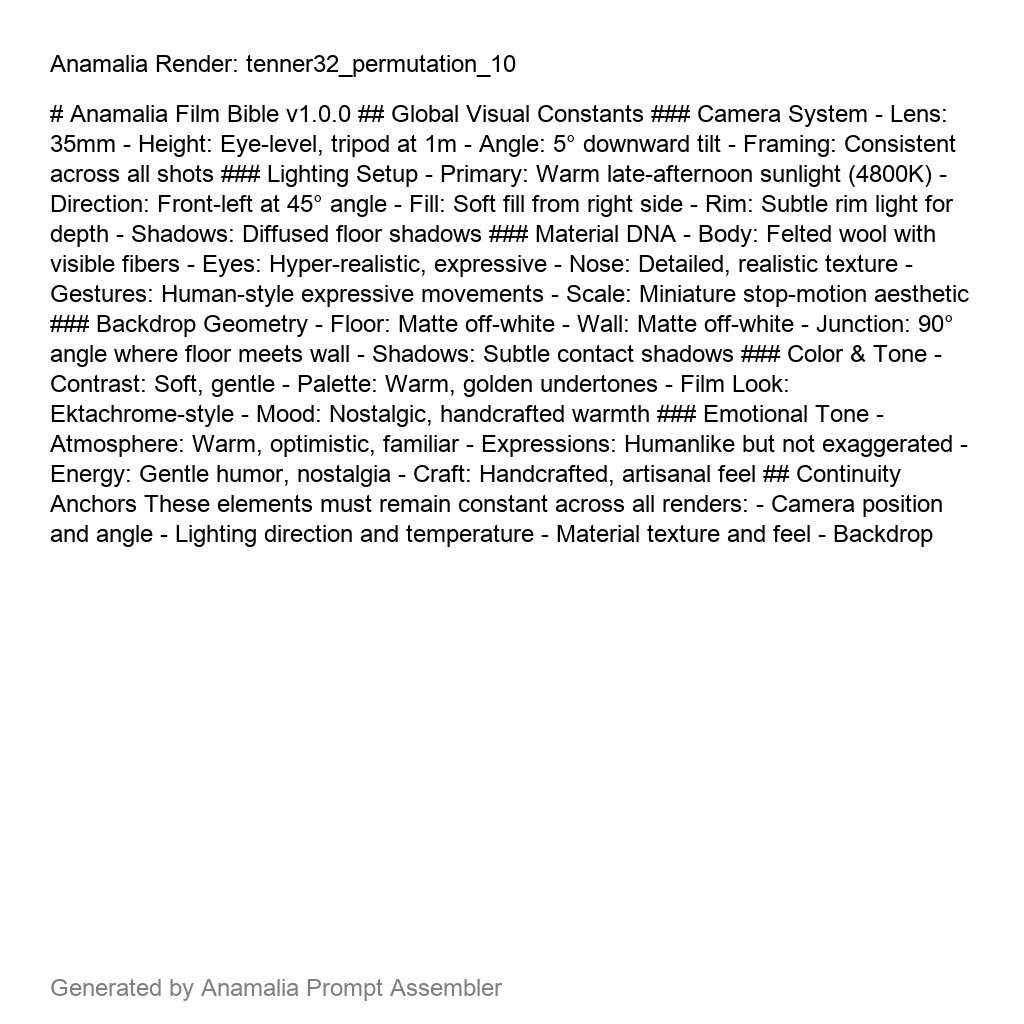 Anamalia Render: tenner32_permutation_10
# Anamalia Film Bible v1.0.0 ## Global Visual Constants ### Camera System - Lens:
35mm - Height: Eye-level, tripod at 1m - Angle: 5° downward tilt - Framing: Consistent
across all shots ### Lighting Setup - Primary: Warm late-afternoon sunlight (4800K) -
Direction: Front-left at 45° angle - Fill: Soft fill from right side - Rim: Subtle rim light for
depth - Shadows: Diffused floor shadows ### Material DNA - Body: Felted wool with
visible fibers - Eyes: Hyper-realistic, expressive - Nose: Detailed, realistic texture -
Gestures: Human-style expressive movements - Scale: Miniature stop-motion aesthetic
### Backdrop Geometry - Floor: Matte off-white - Wall: Matte off-white - Junction: 90°
angle where floor meets wall - Shadows: Subtle contact shadows ### Color & Tone -
Contrast: Soft, gentle - Palette: Warm, golden undertones - Film Look:
Ektachrome-style - Mood: Nostalgic, handcrafted warmth ### Emotional Tone -
Atmosphere: Warm, optimistic, familiar - Expressions: Humanlike but not exaggerated -
Energy: Gentle humor, nostalgia - Craft: Handcrafted, artisanal feel ## Continuity
Anchors These elements must remain constant across all renders: - Camera position
and angle - Lighting direction and temperature - Material texture and feel - Backdrop
Generated by Anamalia Prompt Assembler